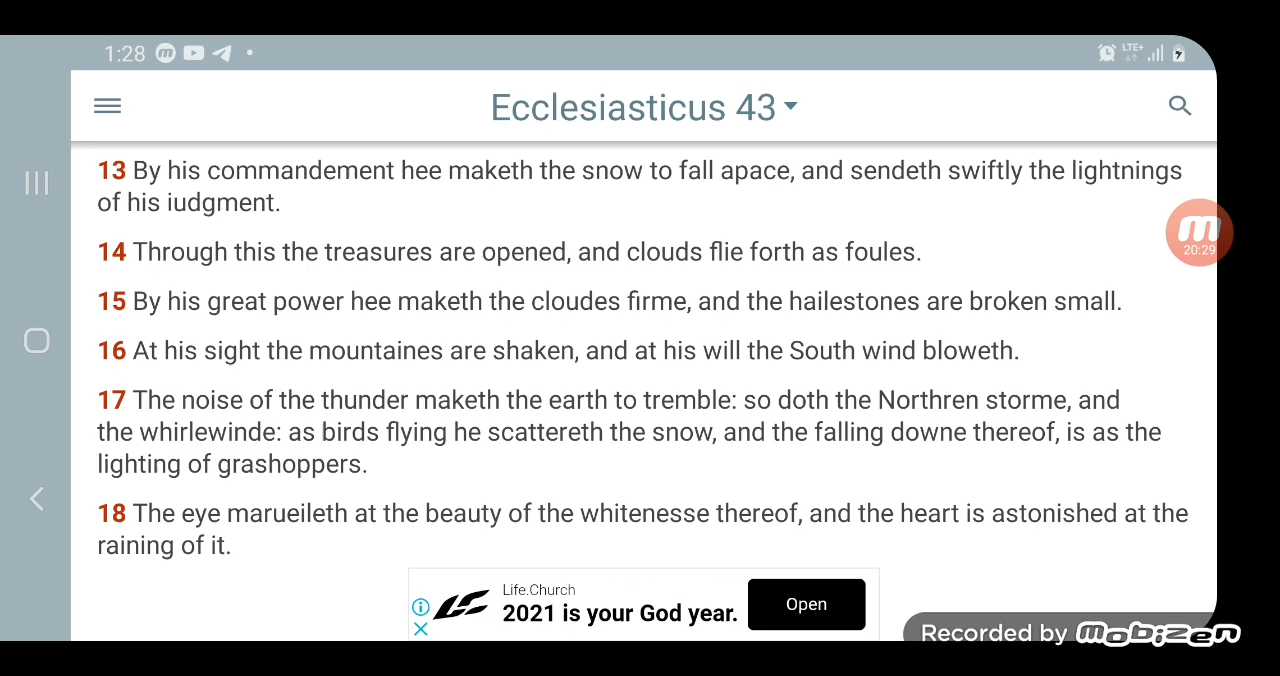 1:28
LTE+
Ecclesiasticus 43
13 By his commandement hee maketh the snow to fall apace, and sendeth swiftly the lightnings
of his iudgment.
14 Through this the treasures are opened, and clouds flie forth as foules.
15 By his great power hee maketh the cloudes firme, and the hailestones are broken small.
16 At his sight the mountaines are shaken, and at his will the South wind bloweth.
17 The noise of the thunder maketh the earth to tremble: so doth the Northren storme, and
the whirlewinde: as birds flying he scattereth the snow, and the falling downe thereof, is as the
lighting of grashoppers.
18 The eye marueileth at the beauty of the whitenesse thereof, and the heart is astonished at the
raining of it.
m
20:29
Life.Church
2021 is your God year.
Open
Recorded by mobizen